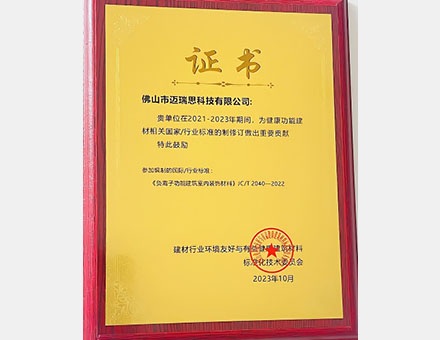 证书
佛山市迈瑞思科技有限公司:
贵单位在2021-2023年期间，为健康功能建
材相关国家/行业标准的制修订做出重要贡献
特此鼓励
参加编制的国际/行业标准：
《负离子功能建筑室内装饰材料》JC/T 2040—2022
建材行业环境友好与有益健康建筑材料
标准化技术委员会
2023年10月